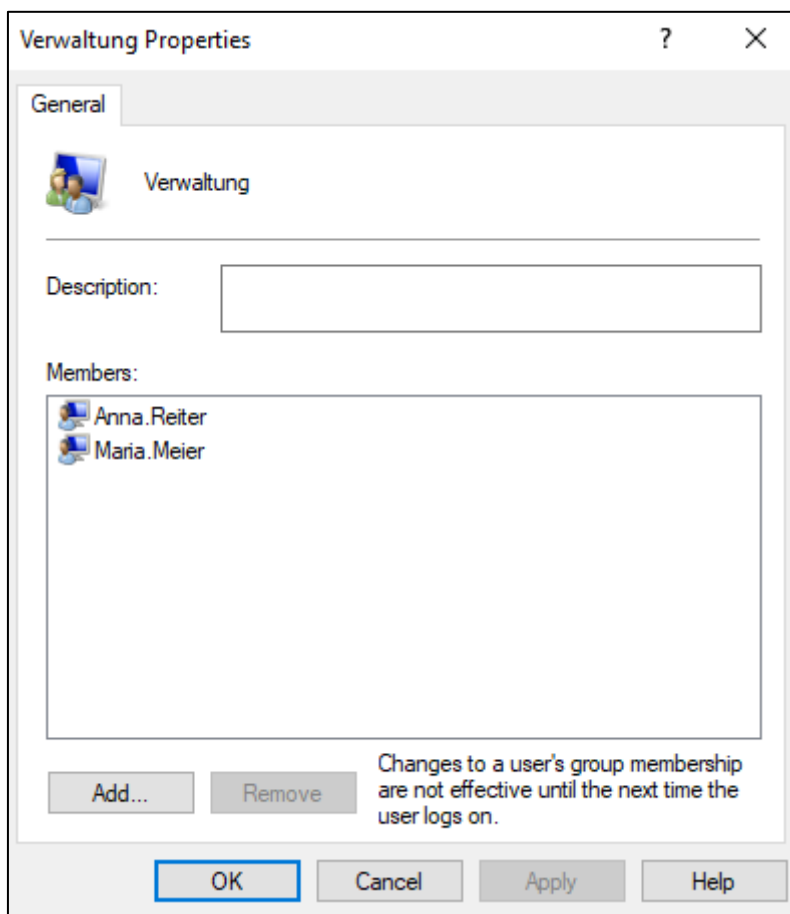 Verwaltung Properties
?
General
Verwaltung
Description:
Members:
Anna.Reiter
Maria.Meier
Add...
Remove
Changes to a user's group membership
are not effective until the next time the
user logs on.
OK
Cancel
Apply
Help